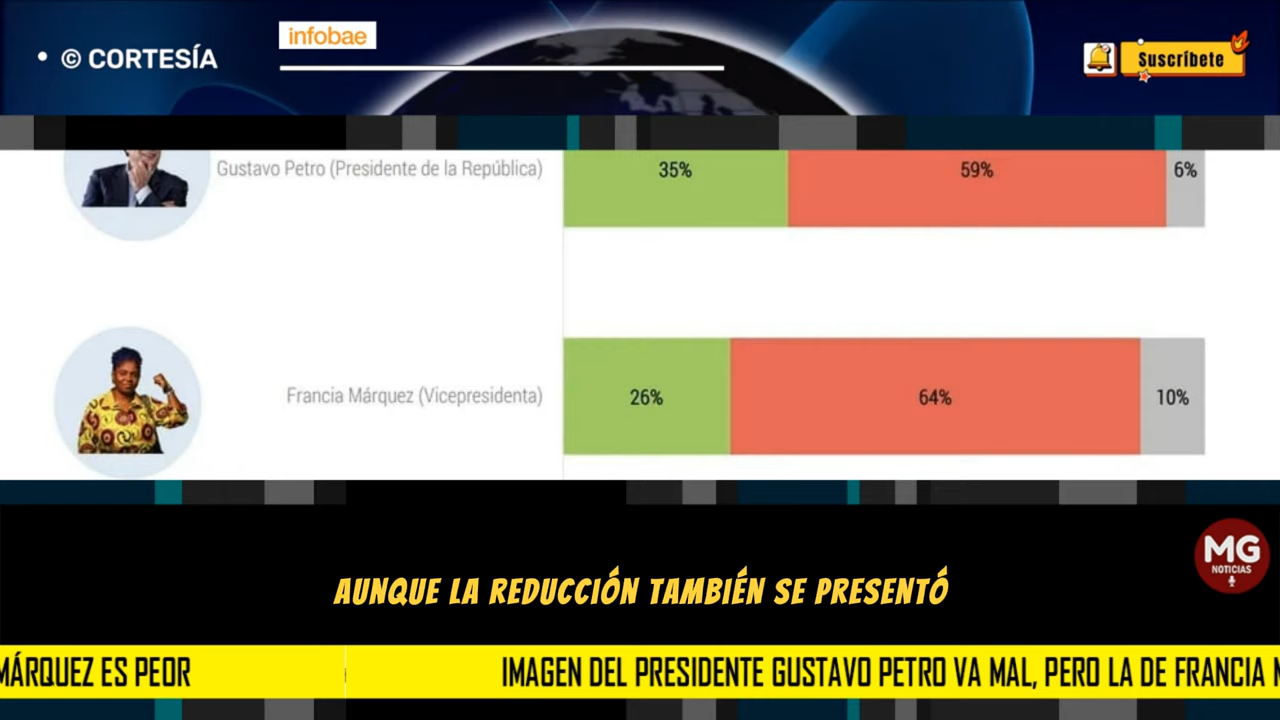 • © CORTESÍA
infobae
Suscríbete
Gustavo Petro (Presidente de la República)
35%
59%
6%
Francia Márquez (Vicepresidenta)
26%
64%
10%
MG
NOTICIAS
AUNQUE LA REDUCCIÓN TAMBIÉN SE PRESENTÓ
MÁRQUEZ ES PEOR
IMAGEN DEL PRESIDENTE GUSTAVO PETRO VA MAL, PERO LA DE FRANCIA